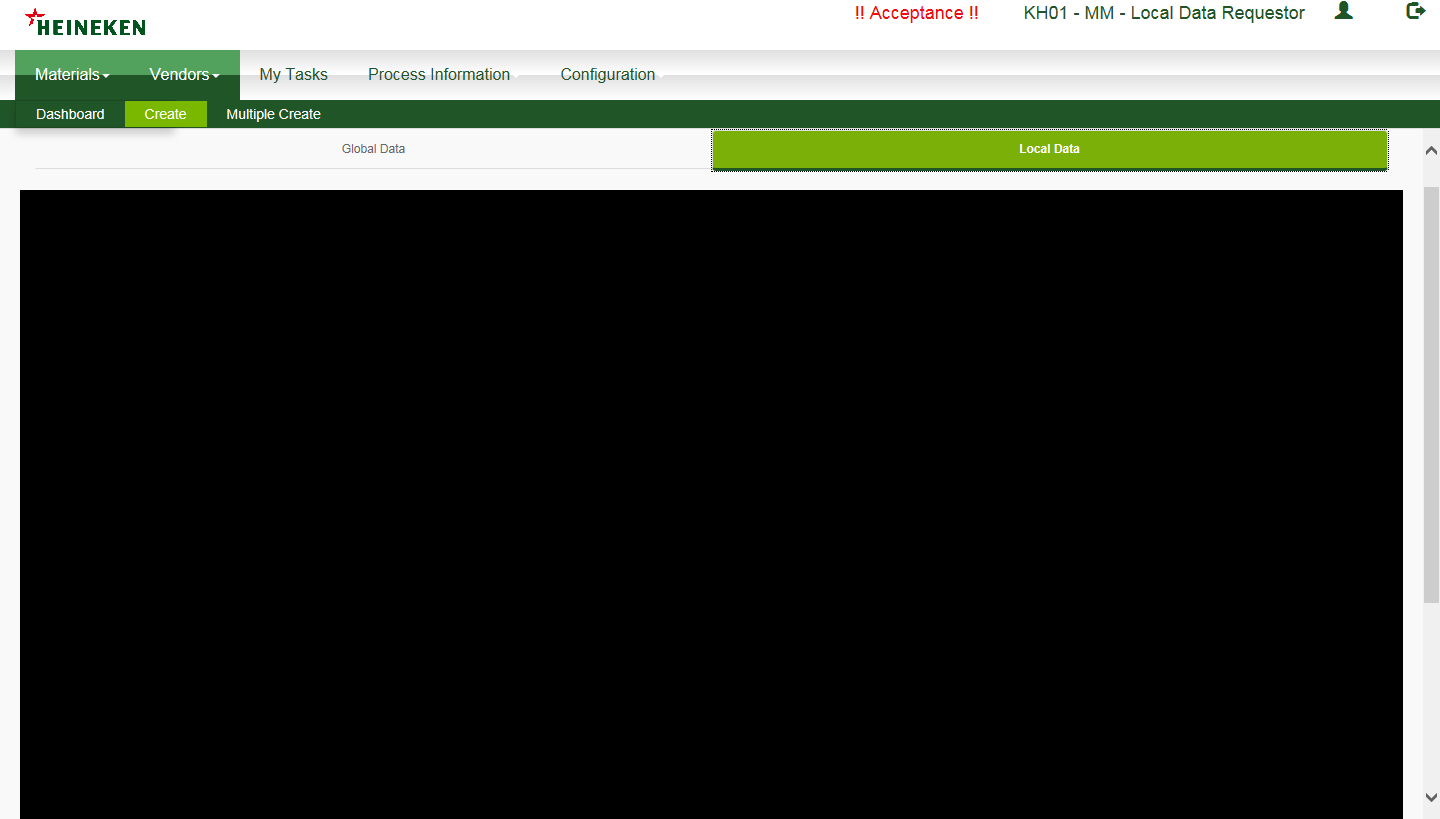 HEINEKEN
!! Acceptance !! KH01 - MM - Local Data Requestor
Materials Vendors My Tasks Process Information Configuration
Dashboard Create Multiple Create
Global Data Local Data